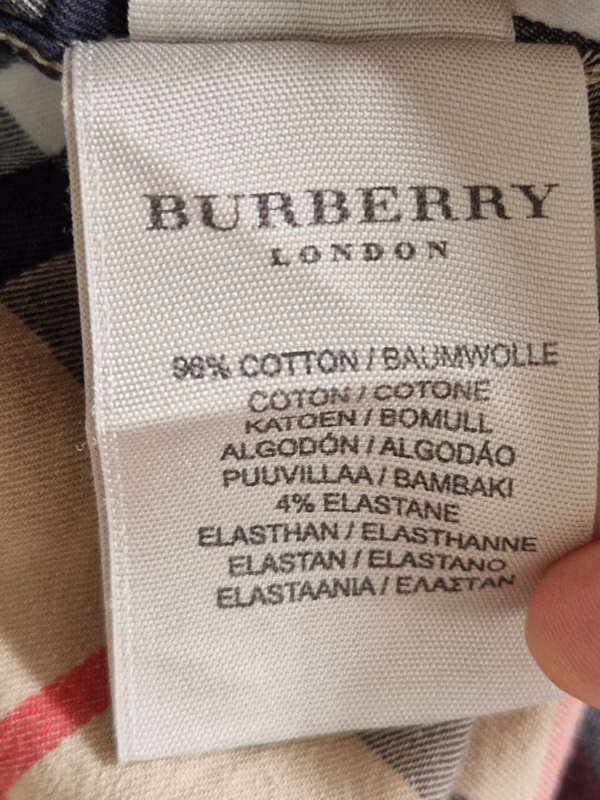 BURBERRY
LONDON
96% COTTON / BAUMWOLLE
COTON / COTONE
KATOEN / BOMULL
ALGODÓN / ALGODÁO
PUUVILLAA / BAMBAKI
4% ELASTANE
ELASTHAN / ELASTHANNE
ELASTAN / ELASTANO
ELASTAANIA / ΕΛΑΣΤΑΝ